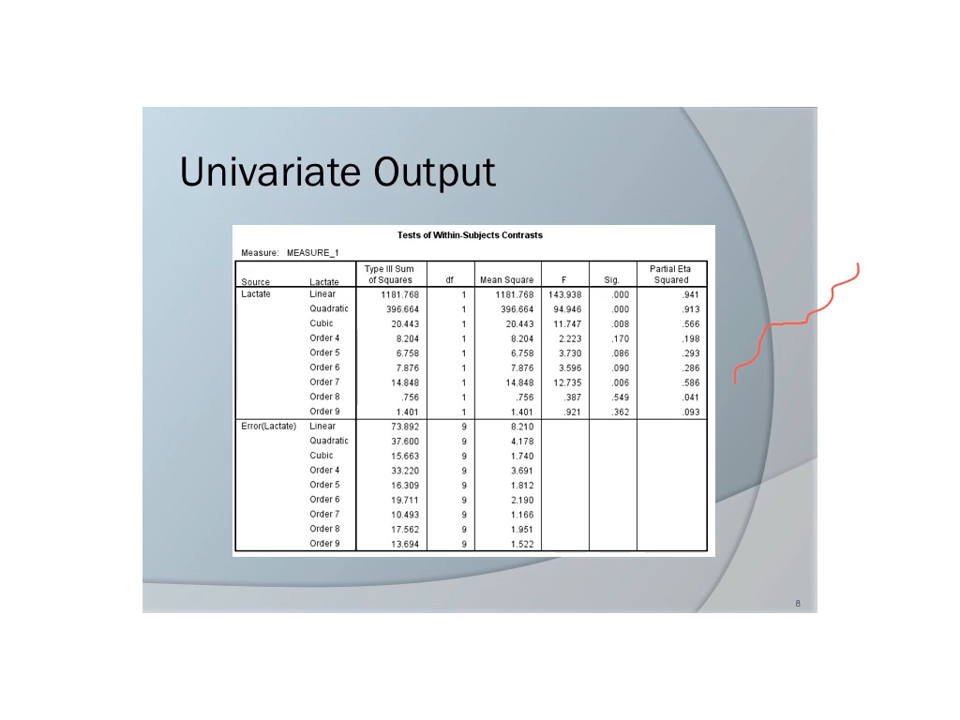 Univariate Output
Tests of Within-Subjects Contrasts
Measure: MEASURE_1
Source Lactate Type III Sum of Squares df Mean Square F Sig. Partial Eta Squared
Lactate Linear 1181.768 1 1181.768 143.938 .000 .941
Quadratic 396.664 1 396.664 94.946 .000 .913
Cubic 20.443 1 20.443 11.747 .008 .566
Order 4 8.204 1 8.204 2.223 .170 .198
Order 5 6.758 1 6.758 3.730 .086 .293
Order 6 7.876 1 7.876 3.596 .090 .286
Order 7 14.848 1 14.848 12.735 .006 .586
Order 8 .756 1 .756 .387 .549 .041
Order 9 1.401 1 1.401 .921 .362 .093
Error(Lactate) Linear 73.892 9 8.210
Quadratic 37.600 9 4.178
Cubic 15.663 9 1.740
Order 4 33.220 9 3.691
Order 5 16.309 9 1.812
Order 6 19.711 9 2.190
Order 7 10.493 9 1.166
Order 8 17.562 9 1.951
Order 9 13.694 9 1.522
8